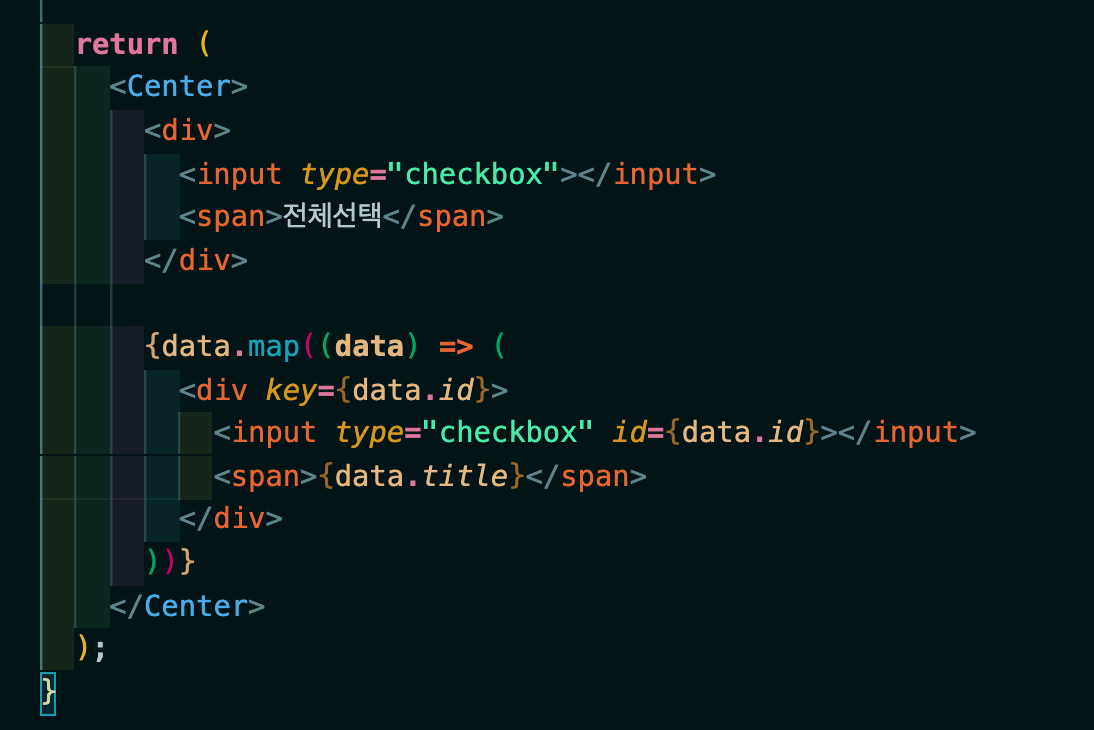 return (
<Center>
<div>
<input type="checkbox"></input>
<span>전체선택</span>
</div>
{data.map((data) => (
<div key={data.id}>
<input type="checkbox" id={data.id}></input>
<span>{data.title}</span>
</div>
))}
</Center>
);
}